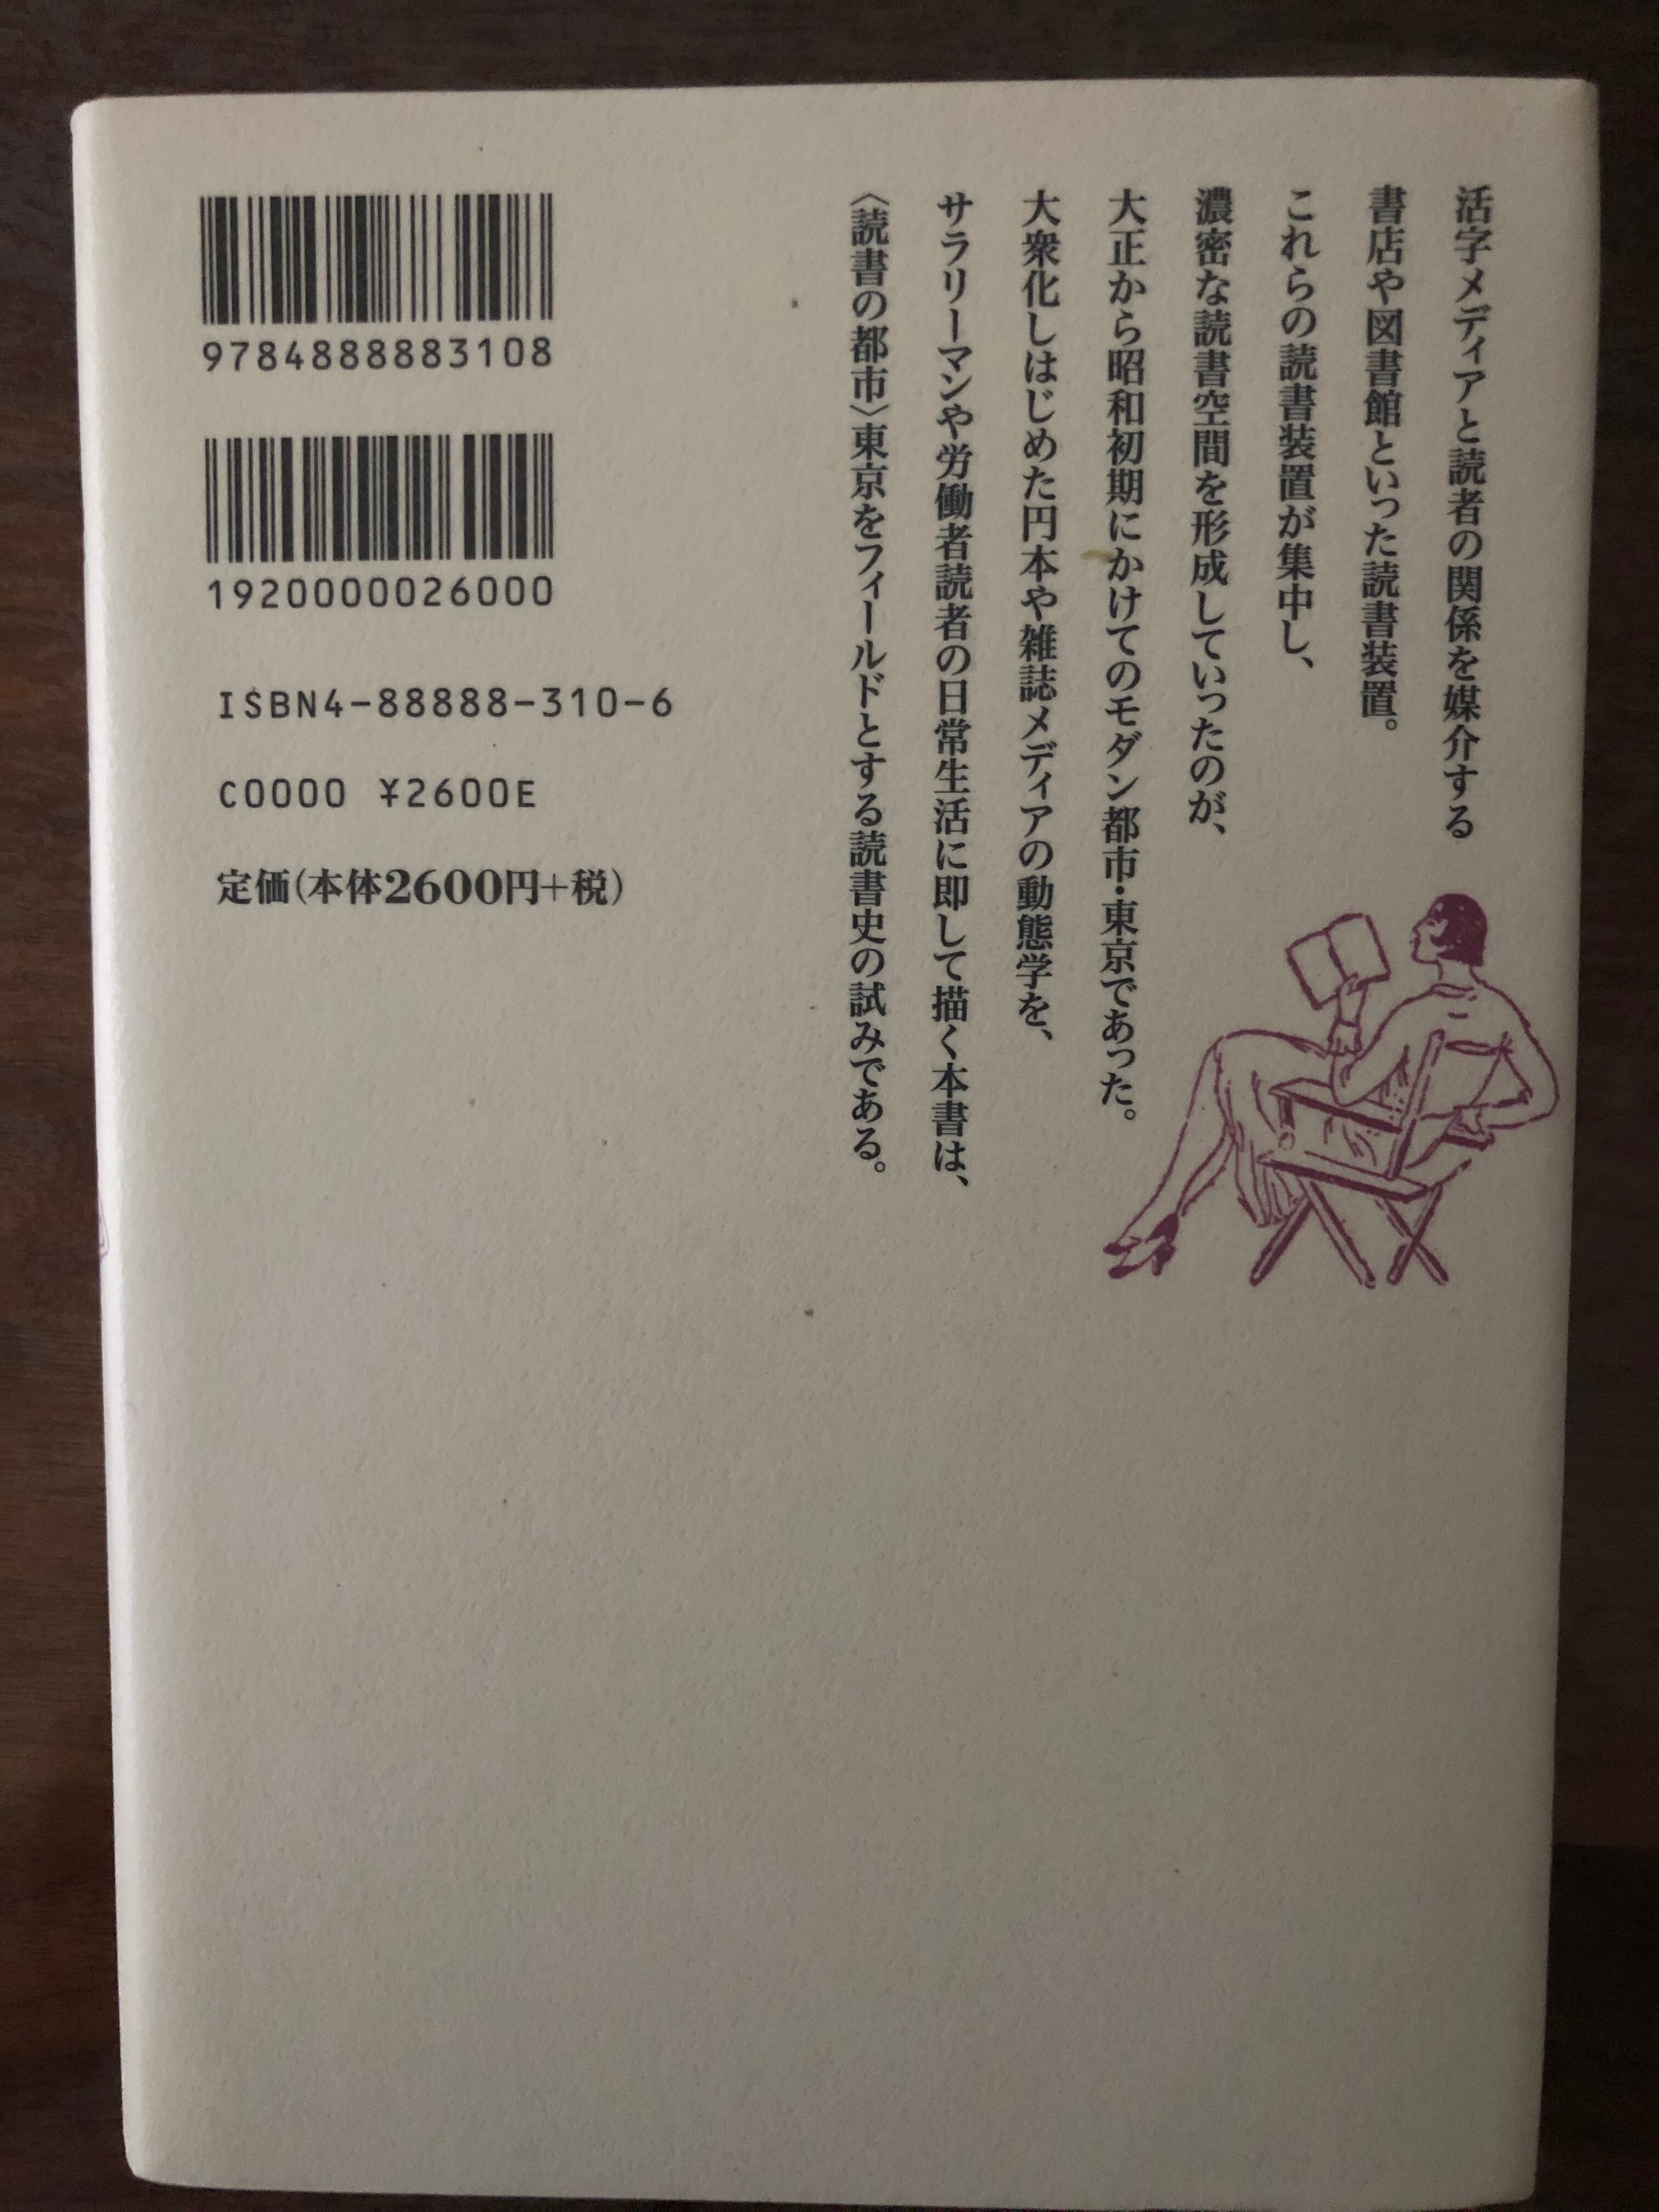 活字メディアと読者の関係を媒介する
書店や図書館といった読書装置。
これらの読書装置が集中し、
濃密な読書空間を形成していったのが、
大正から昭和初期にかけてのモダン都市・東京であった。
大衆化しはじめた円本や雑誌メディアの動態学を、
サラリーマンや労働者読者の日常生活に即して描く本書は、
〈読書の都市〉東京をフィールドとする読書史の試みである。
9784888883108
1920000026000
ISBN4-88888-310-6
C0000 ¥2600E
定価(本体2600円+税)